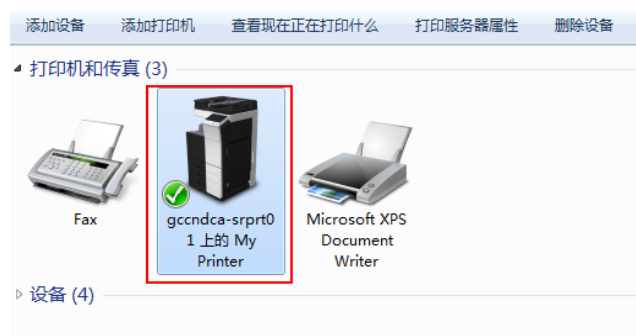 添加设备 添加打印机 查看现在正在打印什么 打印服务器属性 删除设备
打印机和传真 (3)
Fax
gccndca-srprt0
1 上的 My
Printer
Microsoft XPS
Document
Writer
设备 (4)